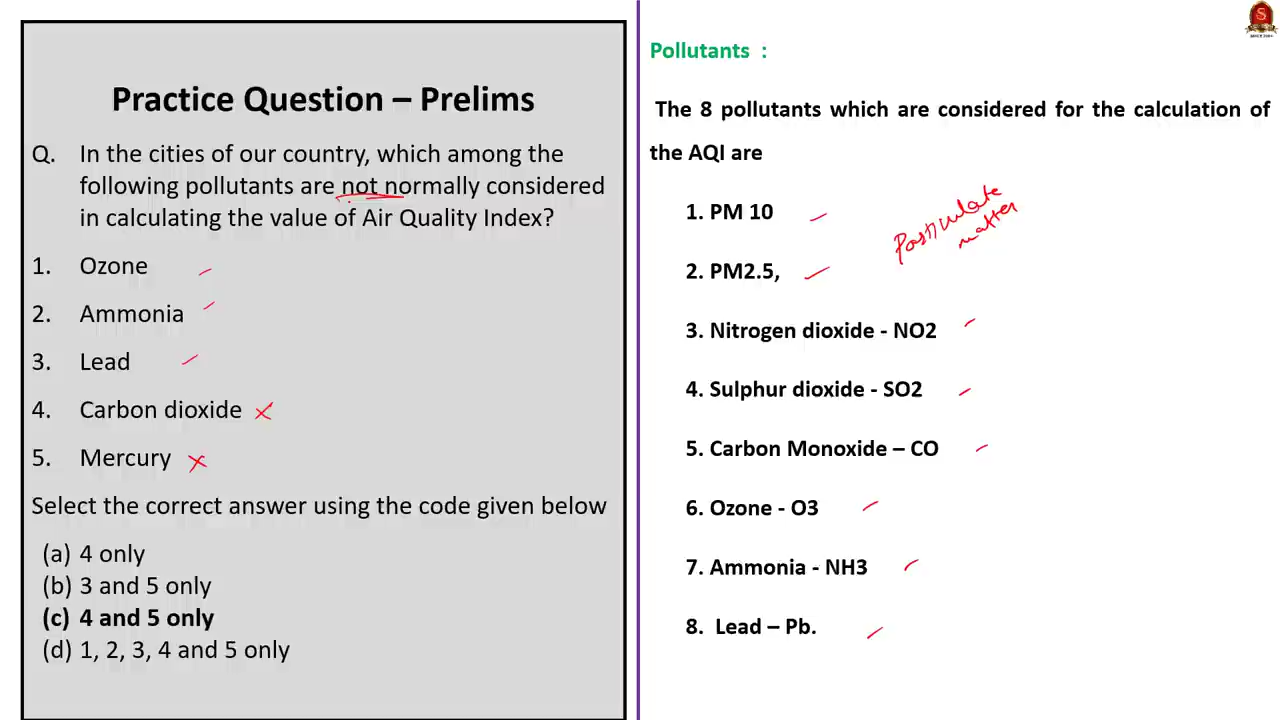 Practice Question – Prelims
Q. In the cities of our country, which among the
following pollutants are not normally considered
in calculating the value of Air Quality Index?
1. Ozone
2. Ammonia
3. Lead
4. Carbon dioxide
5. Mercury
Select the correct answer using the code given below
(a) 4 only
(b) 3 and 5 only
(c) 4 and 5 only
(d) 1, 2, 3, 4 and 5 only
Pollutants :
The 8 pollutants which are considered for the calculation of
the AQI are
1. PM 10
Particulate
matter
2. PM2.5,
3. Nitrogen dioxide - NO2
4. Sulphur dioxide - SO2
5. Carbon Monoxide – CO
6. Ozone - O3
7. Ammonia - NH3
8. Lead – Pb.
S